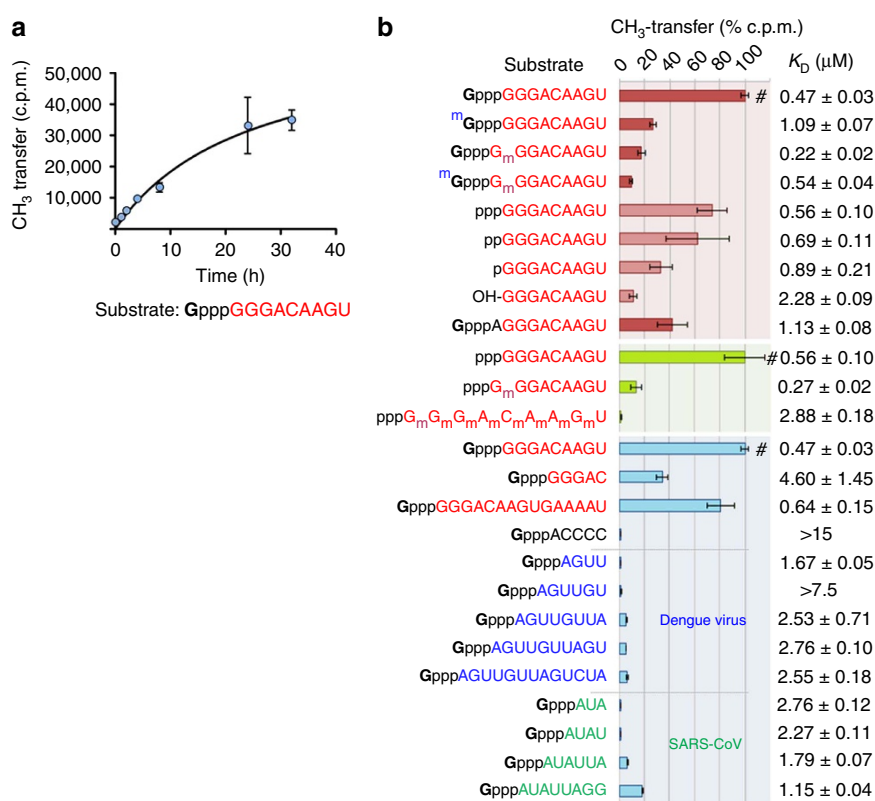 a
CH3 transfer (c.p.m.)
50,000
40,000
30,000
20,000
10,000
0 10 20 30 40
Time (h)
Substrate: GpppGGGACAAGU
b
CH3-transfer (% c.p.m.)
Substrate 0 20 40 60 80 100 KD (μM)
GpppGGGACAAGU # 0.47 ± 0.03
mGpppGGGACAAGU 1.09 ± 0.07
GpppGmGGACAAGU 0.22 ± 0.02
mGpppGmGGACAAGU 0.54 ± 0.04
pppGGGACAAGU 0.56 ± 0.10
ppGGGACAAGU 0.69 ± 0.11
pGGGACAAGU 0.89 ± 0.21
OH-GGGACAAGU 2.28 ± 0.09
GpppAGGGACAAGU 1.13 ± 0.08
pppGGGACAAGU # 0.56 ± 0.10
pppGmGGACAAGU 0.27 ± 0.02
pppGmGmGmAmCmAmAmGmU 2.88 ± 0.18
GpppGGGACAAGU # 0.47 ± 0.03
GpppGGGAC 4.60 ± 1.45
GpppGGGACAAGUGAAAAU 0.64 ± 0.15
GpppACCCC >15
GpppAGUU 1.67 ± 0.05
GpppAGUUGU >7.5
GpppAGUUGUUA Dengue virus 2.53 ± 0.71
GpppAGUUGUUAGU 2.76 ± 0.10
GpppAGUUGUUAGUCUA 2.55 ± 0.18
GpppAUA 2.76 ± 0.12
GpppAUAU SARS-CoV 2.27 ± 0.11
GpppAUAUUA 1.79 ± 0.07
GpppAUAUUAGG 1.15 ± 0.04